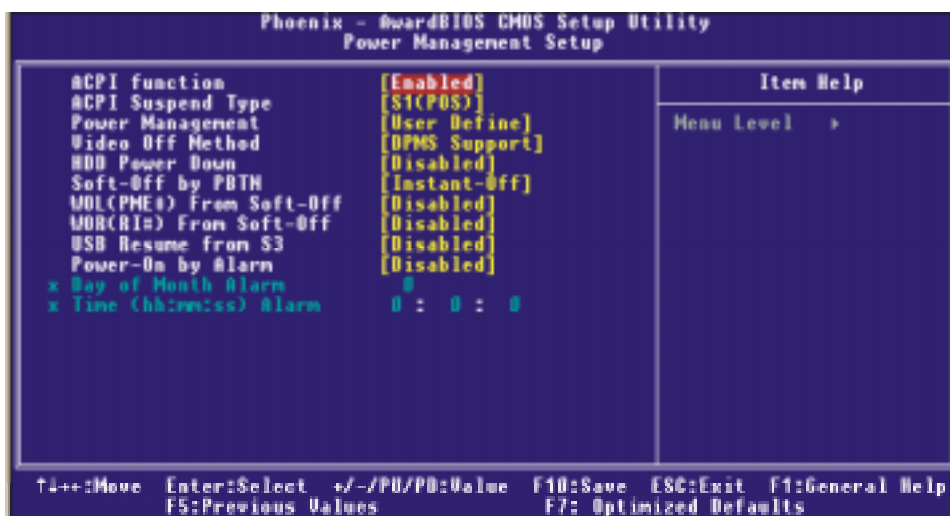 Phoenix - AwardBIOS CMOS Setup Utility
Power Management Setup
ACPI function [Enabled]
ACPI Suspend Type [S1(POS)]
Power Management [User Define]
Video Off Method [DPMS Support]
HDD Power Down [Disabled]
Soft-Off by PBTN [Instant-Off]
WOL(PME#) From Soft-Off [Disabled]
WOR(RI#) From Soft-Off [Disabled]
USB Resume from S3 [Disabled]
Power-On by Alarm [Disabled]
x Day of Month Alarm 0
x Time (hh:mm:ss) Alarm 0 : 0 : 0
Item Help
Menu Level ▸
↑↓←→:Move Enter:Select +/-/PU/PD:Value F10:Save ESC:Exit F1:General Help
F5:Previous Values F7: Optimized Defaults